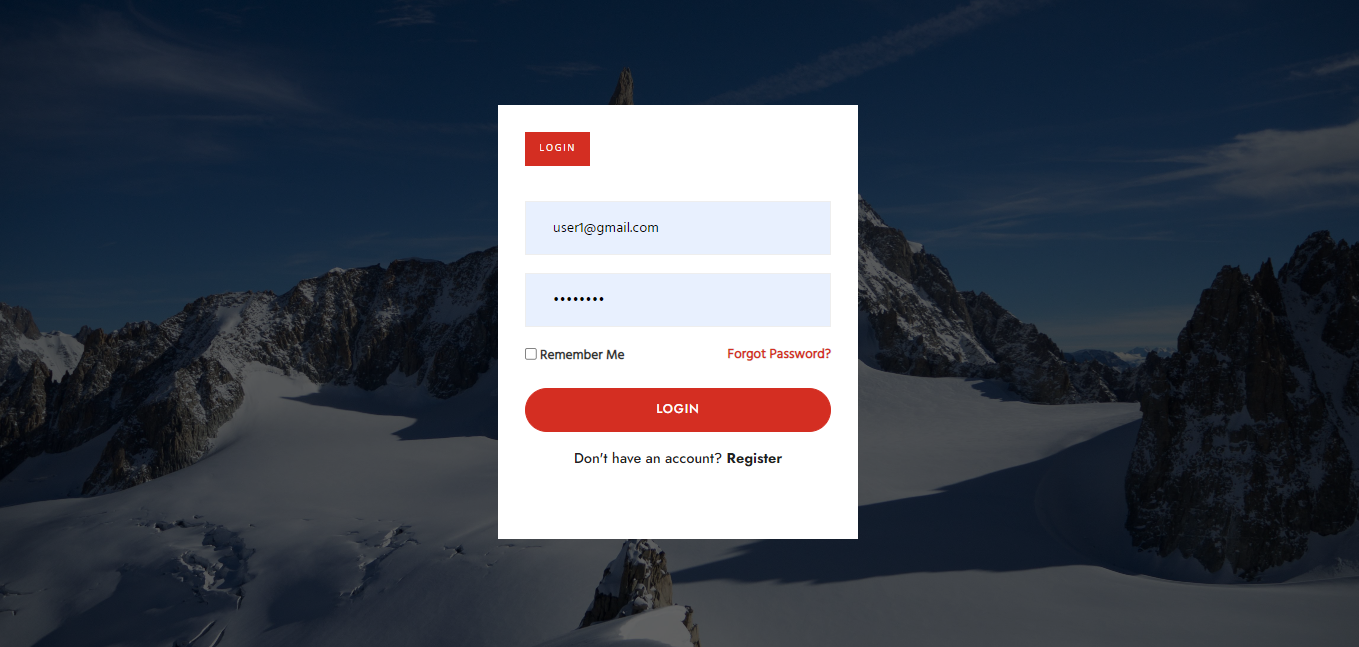 LOGIN
user1@gmail.com
••••••••
Remember Me
Forgot Password?
LOGIN
Don't have an account? Register